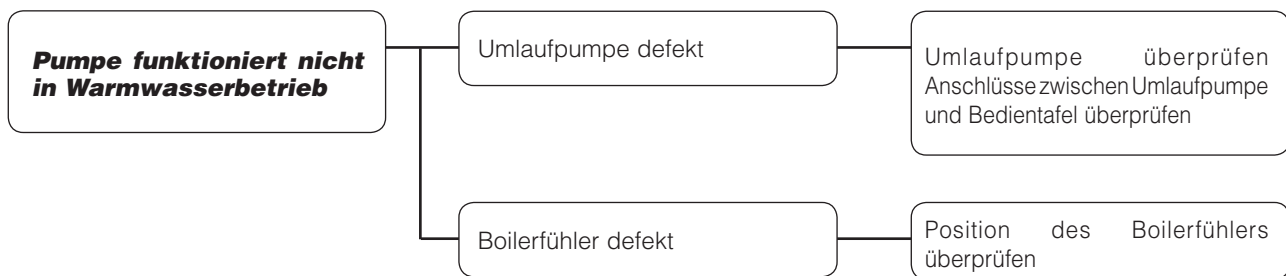 Pumpe funktioniert nicht
in Warmwasserbetrieb
Umlaufpumpe defekt
Umlaufpumpe überprüfen
Anschlüsse zwischen Umlaufpumpe
und Bedientafel überprüfen
Boilerfühler defekt
Position des Boilerfühlers
überprüfen